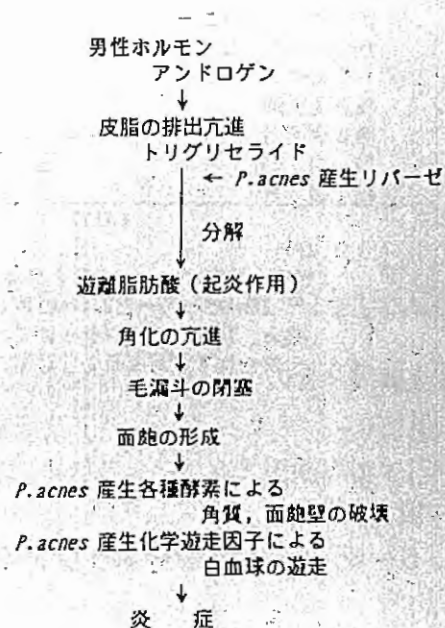 男性ホルモン
アンドロゲン
↓
皮脂の排出亢進
トリグリセライド
← P.acnes 産生リパーゼ
分解
↓
遊離脂肪酸（起炎作用）
↓
角化の亢進
↓
毛漏斗の閉塞
↓
面皰の形成
↓
P.acnes 産生各種酵素による
角質，面皰壁の破壊
P.acnes 産生化学遊走因子による
白血球の遊走
↓
炎　症